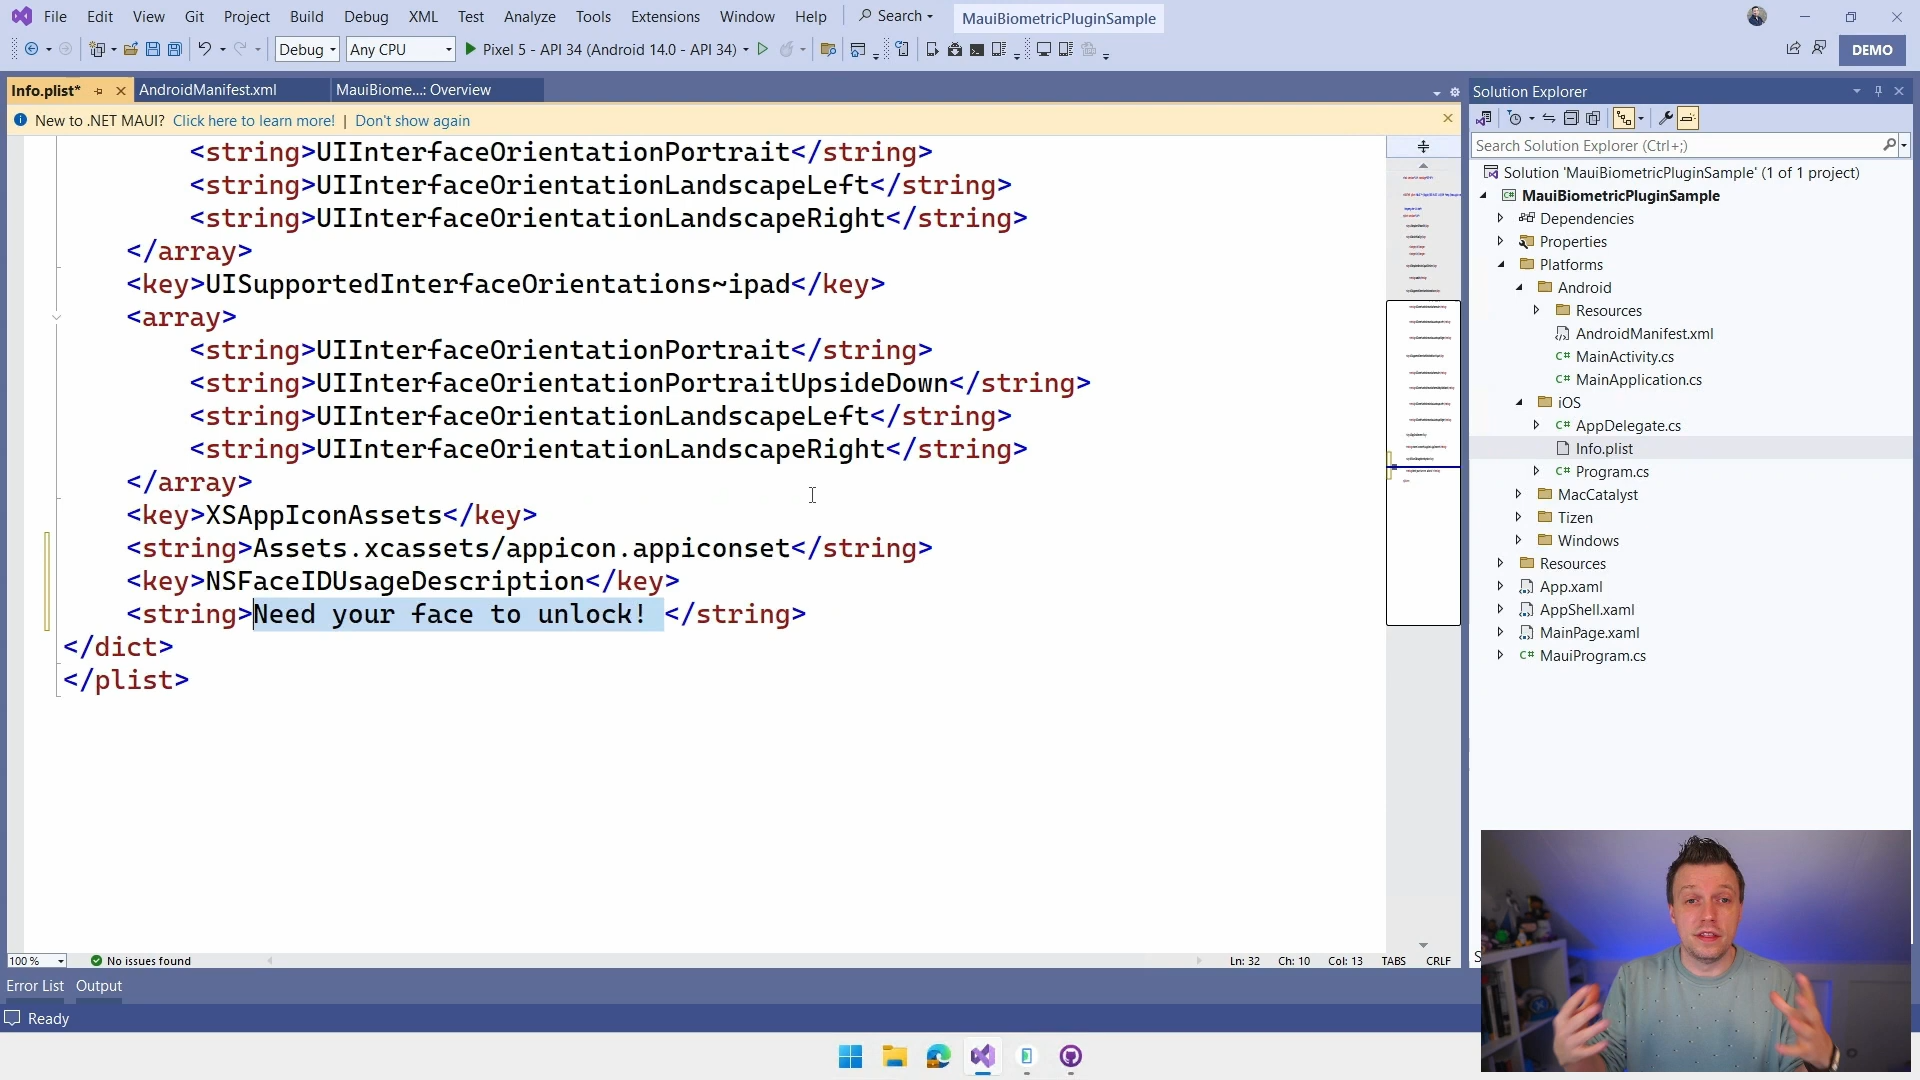 File Edit View Git Project Build Debug XML Test Analyze Tools Extensions Window Help Search MauiBiometricPluginSample
Debug Any CPU Pixel 5 - API 34 (Android 14.0 - API 34) DEMO
Info.plist* AndroidManifest.xml MauiBiome...: Overview
New to .NET MAUI? Click here to learn more! | Don't show again
<string>UIInterfaceOrientationPortrait</string>
<string>UIInterfaceOrientationLandscapeLeft</string>
<string>UIInterfaceOrientationLandscapeRight</string>
</array>
<key>UISupportedInterfaceOrientations~ipad</key>
<array>
<string>UIInterfaceOrientationPortrait</string>
<string>UIInterfaceOrientationPortraitUpsideDown</string>
<string>UIInterfaceOrientationLandscapeLeft</string>
<string>UIInterfaceOrientationLandscapeRight</string>
</array>
<key>XSAppIconAssets</key>
<string>Assets.xcassets/appicon.appiconset</string>
<key>NSFaceIDUsageDescription</key>
<string>Need your face to unlock! </string>
</dict>
</plist>
100 % No issues found Ln: 32 Ch: 10 Col: 13 TABS CRLF
Error List Output
Ready
Solution Explorer
Search Solution Explorer (Ctrl+;)
Solution 'MauiBiometricPluginSample' (1 of 1 project)
MauiBiometricPluginSample
Dependencies
Properties
Platforms
Android
Resources
AndroidManifest.xml
C# MainActivity.cs
C# MainApplication.cs
iOS
C# AppDelegate.cs
Info.plist
C# Program.cs
MacCatalyst
Tizen
Windows
Resources
App.xaml
AppShell.xaml
MainPage.xaml
C# MauiProgram.cs